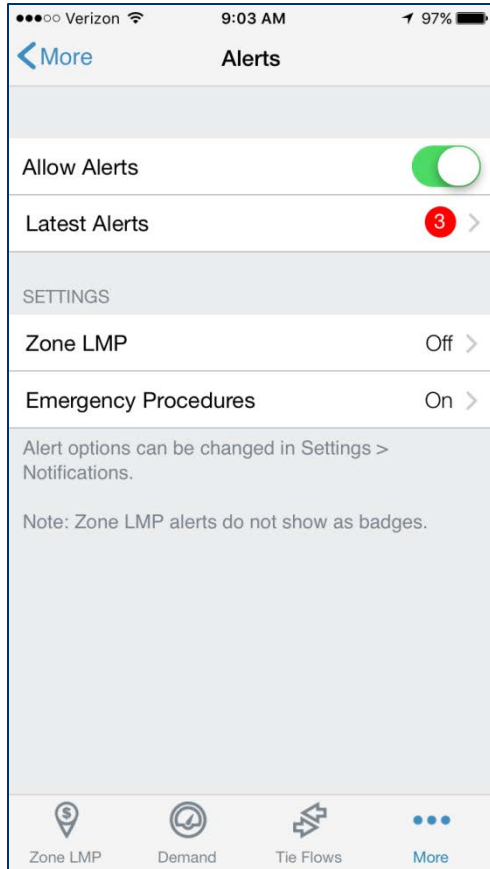 Verizon 9:03 AM 97%
More Alerts
Allow Alerts
Latest Alerts 3
SETTINGS
Zone LMP Off
Emergency Procedures On
Alert options can be changed in Settings >
Notifications.
Note: Zone LMP alerts do not show as badges.
Zone LMP Demand Tie Flows More